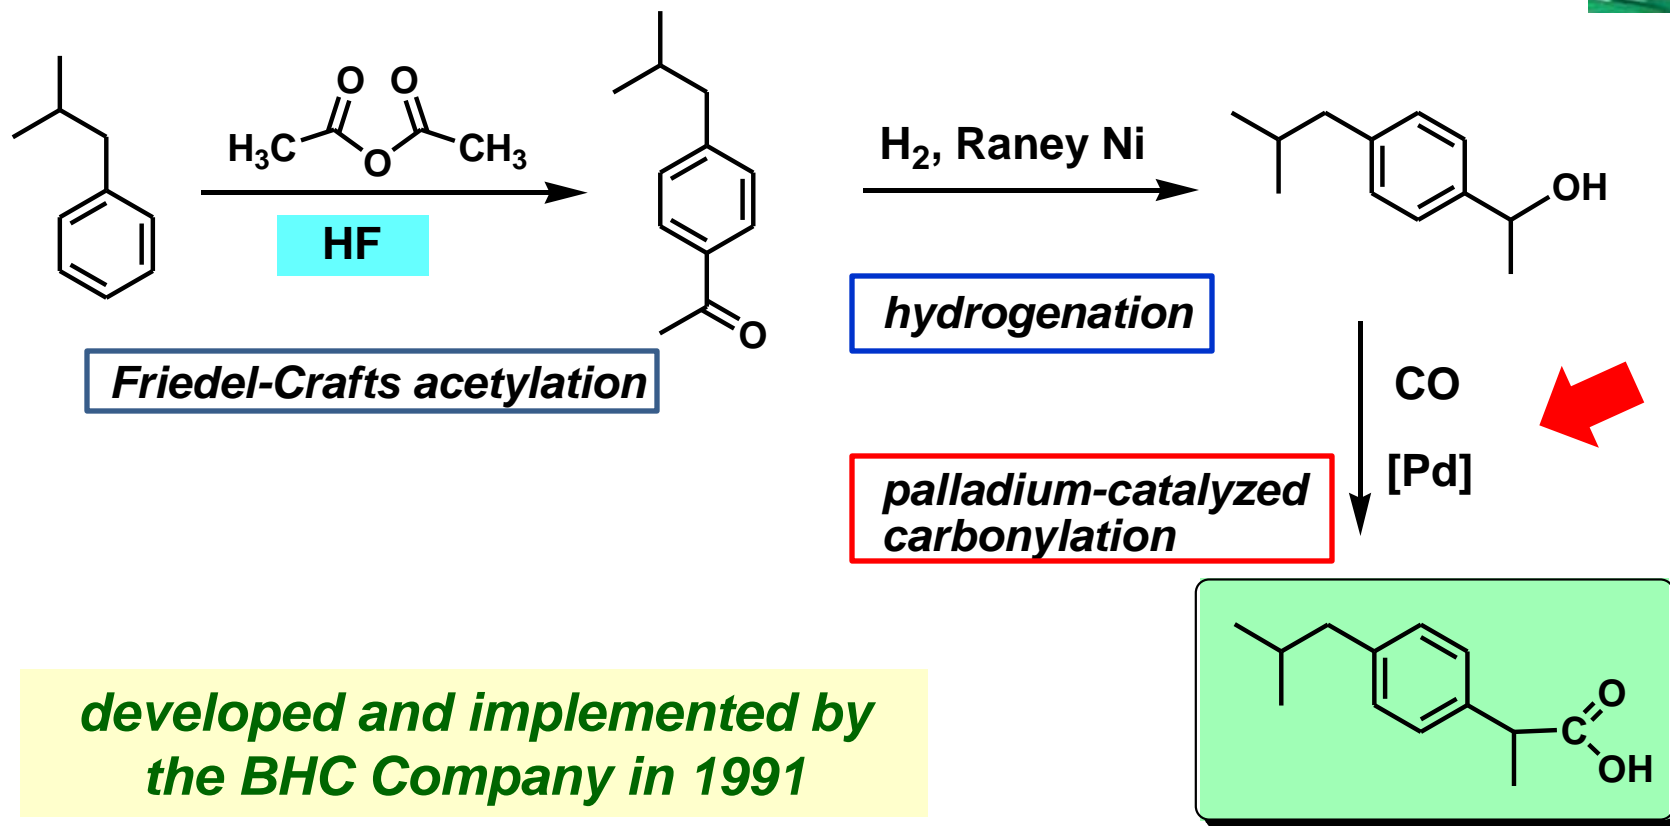 O O
H3C O CH3
HF
Friedel-Crafts acetylation
O
H2, Raney Ni
hydrogenation
OH
CO
[Pd]
palladium-catalyzed
carbonylation
developed and implemented by
the BHC Company in 1991
O
C
OH